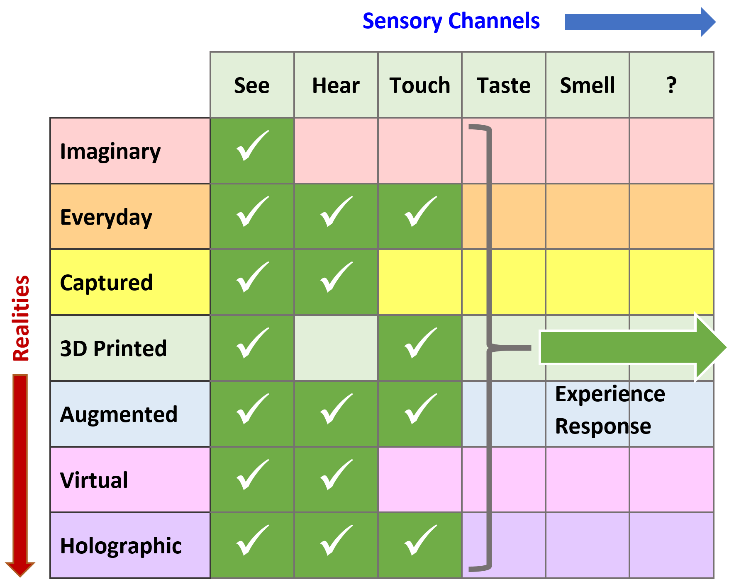 Sensory Channels
See Hear Touch Taste Smell ?
Imaginary ✓
Everyday ✓ ✓ ✓
Captured ✓ ✓
3D Printed ✓ ✓
Augmented ✓ ✓ ✓
Virtual ✓ ✓
Holographic ✓ ✓ ✓
Realities
Experience
Response